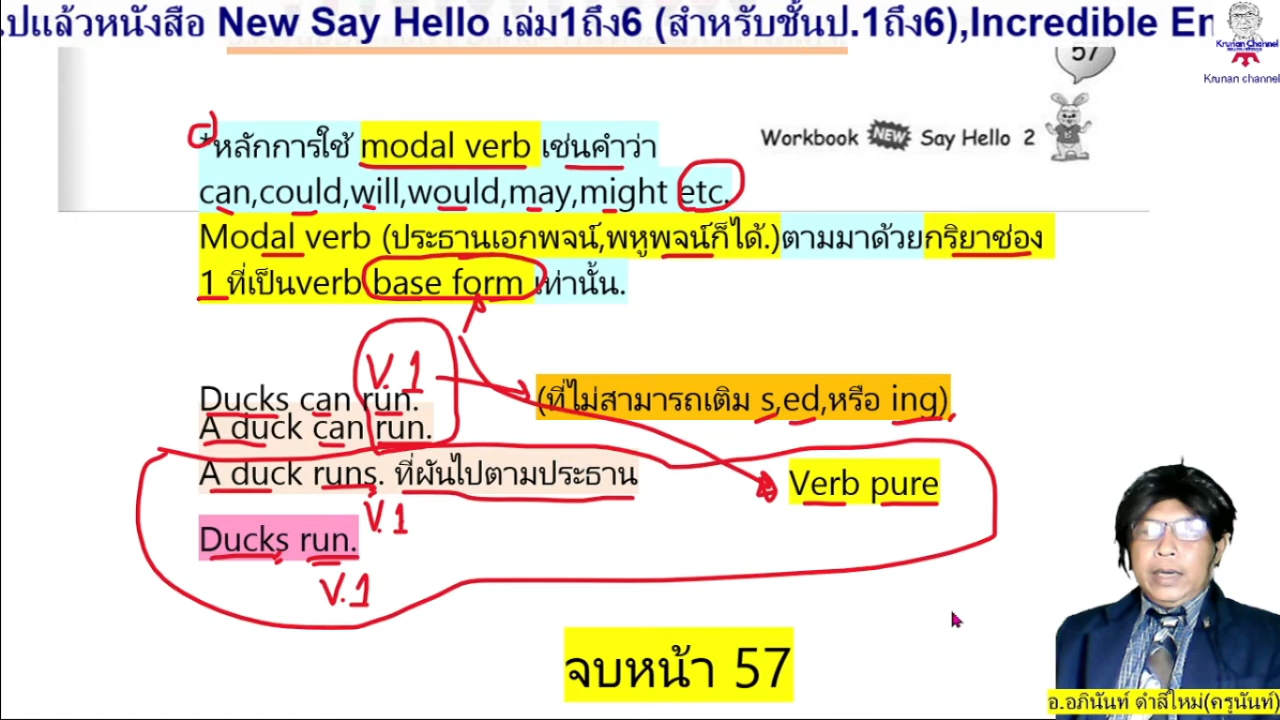 ปแล้วหนังสือ New Say Hello เล่ม1ถึง6 (สำหรับชั้นป.1ถึง6),Incredible En
Krunan Channel
Krunan channel
57
Workbook NEW Say Hello 2
*หลักการใช้ modal verb เช่นคำว่า
can,could,will,would,may,might etc.
Modal verb (ประธานเอกพจน์,พหูพจน์ก็ได้.)ตามมาด้วยกริยาช่อง
1 ที่เป็นverb base form เท่านั้น.
V.1
Ducks can run. (ที่ไม่สามารถเติม s,ed,หรือ ing)
A duck can run.
A duck runs. ที่ผันไปตามประธาน
Verb pure
V.1
Ducks run.
V.1
จบหน้า 57
อ.อภินันท์ ดำสีใหม่(ครูนันท์)